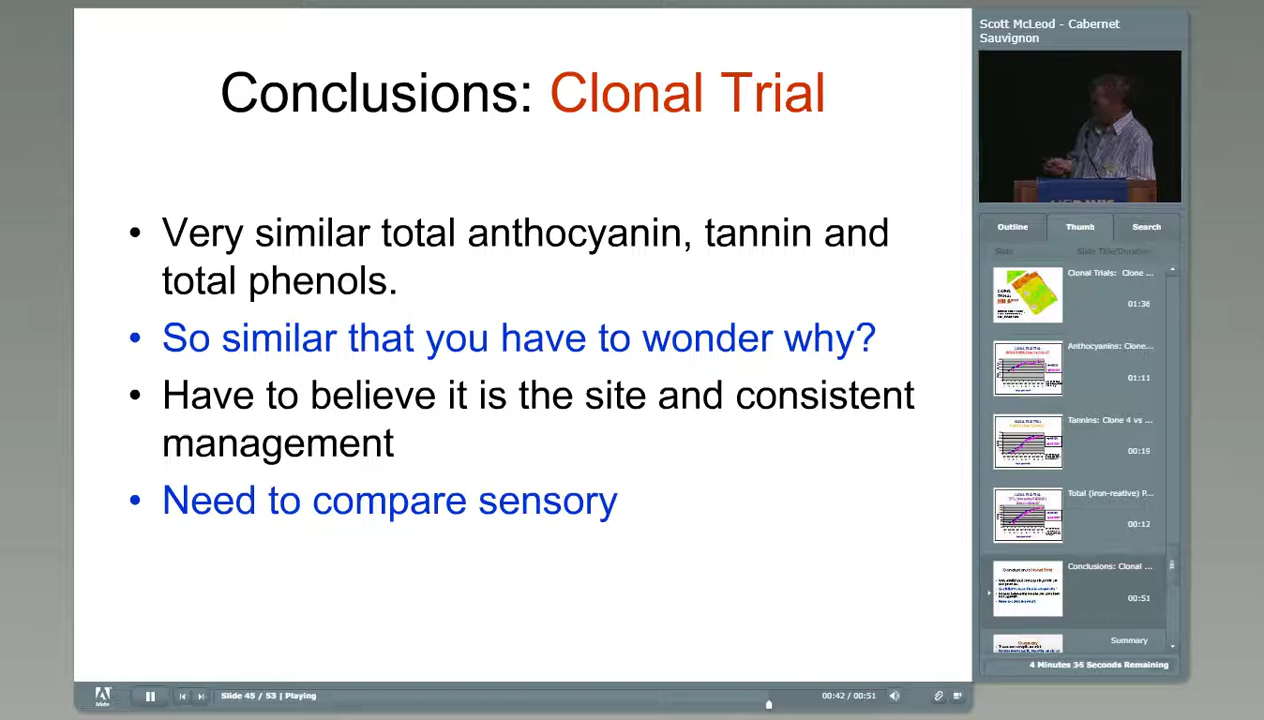 Conclusions: Clonal Trial
• Very similar total anthocyanin, tannin and
total phenols.
• So similar that you have to wonder why?
• Have to believe it is the site and consistent
management
• Need to compare sensory
Scott McLeod - Cabernet
Sauvignon
Outline
Thumb
Search
Slide
Slide Title/Duration
Clonal Trials: Clone ...
01:36
Anthocyanins: Clone...
01:11
Tannins: Clone 4 vs ...
00:19
Total (iron-reative) P...
00:12
Conclusions: Clonal ...
00:51
Summary
4 Minutes 35 Seconds Remaining
Adobe
Slide 45 / 53 | Playing
00:42 / 00:51